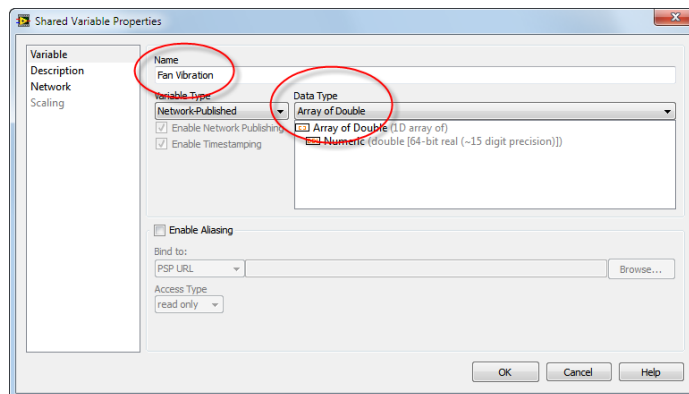 Shared Variable Properties
Variable
Description
Network
Scaling
Name
Fan Vibration
Variable Type
Data Type
Network-Published
Array of Double
Enable Network Publishing
Enable Timestamping
Array of Double (1D array of)
Numeric (double [64-bit real (~15 digit precision)])
Enable Aliasing
Bind to:
PSP URL
Browse...
Access Type
read only
OK
Cancel
Help